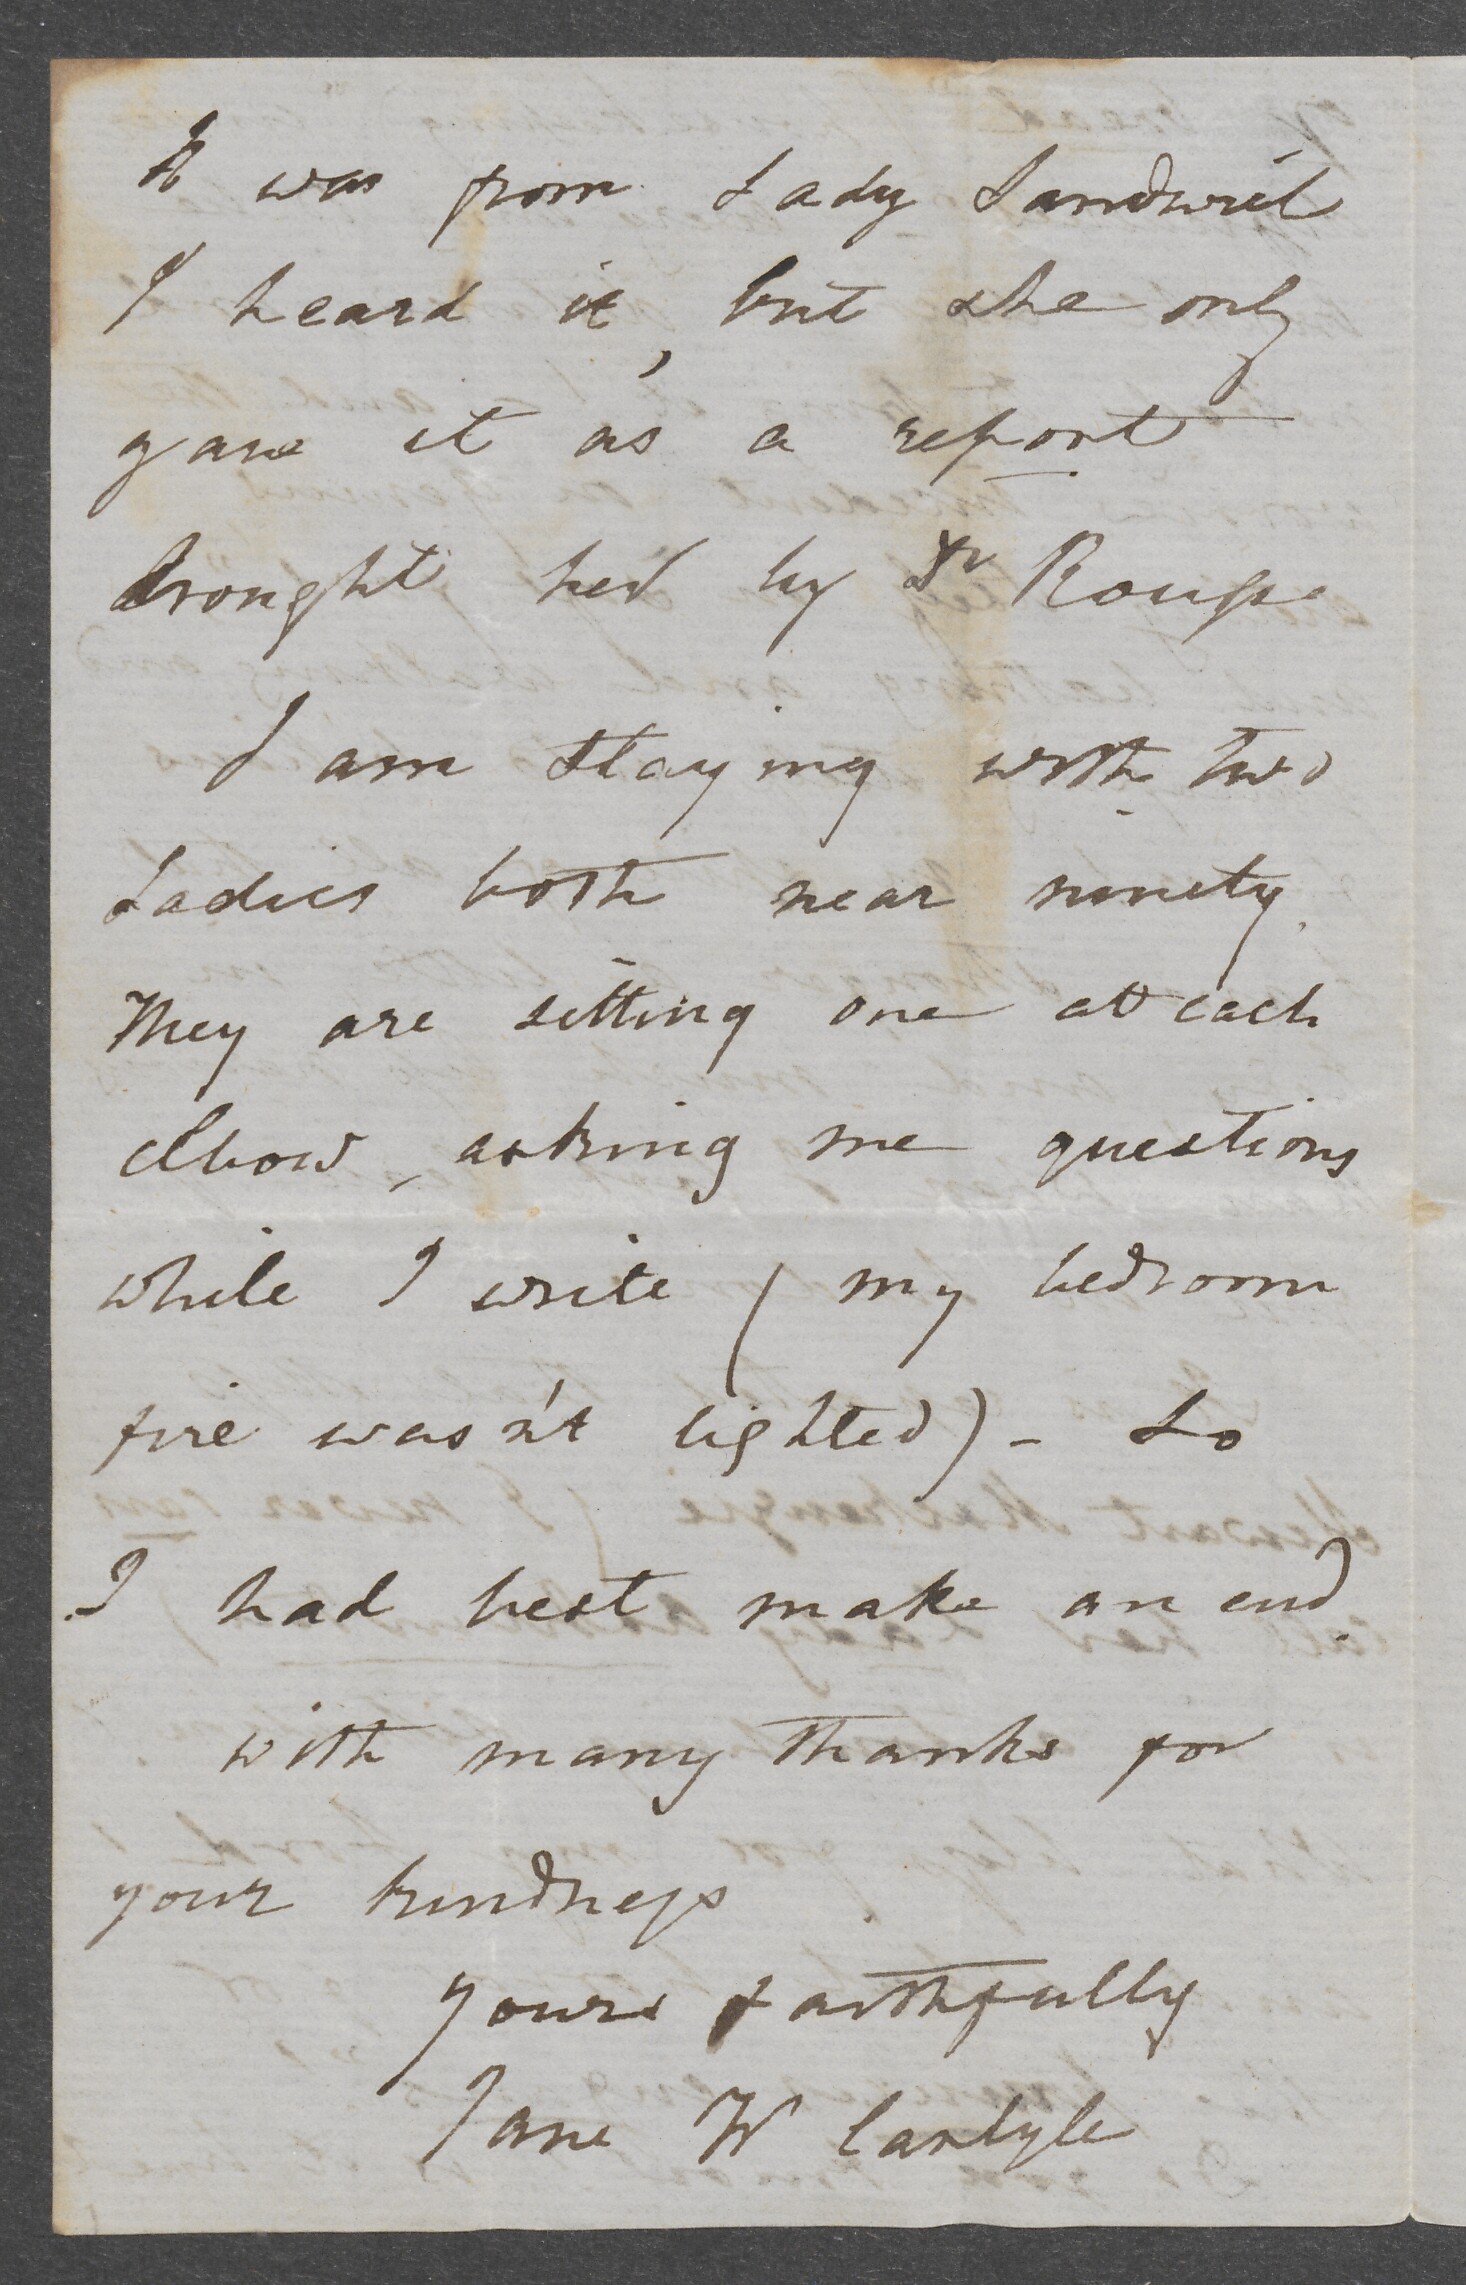 It was from Lady Sandwich
I heard it, but she only
gave it as a report
brought her by Dr Roups
I am staying with two
Ladies both near ninety.
They are sitting one at each
elbow, asking me questions
while I write (my bedroom
fire wasn't lighted) - So
I had best make an end.
with many thanks for
your kindness
Yours faithfully
Jane W Carlyle